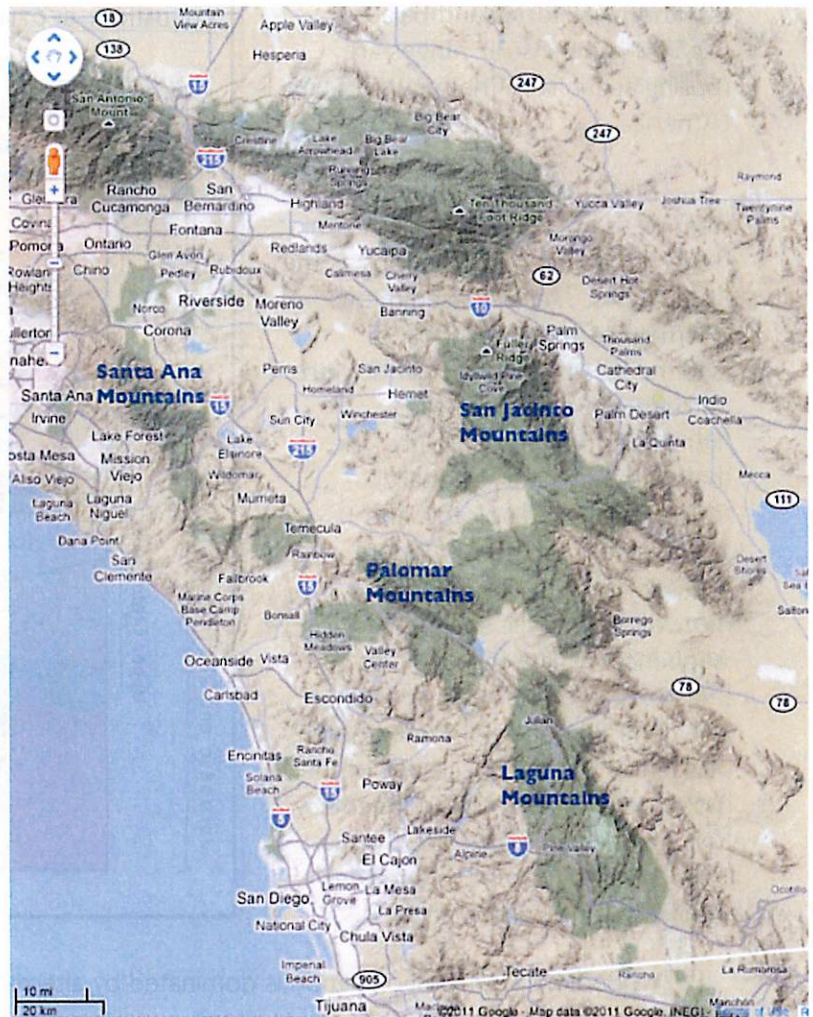 18
Mountain
View Acres
Apple Valley
138
Hesperia
15
247
San Antonio
Mount
Big Bear
City
247
Crestline
Lake
Arrowhead
Big Bear
Lake
215
Running
Springs
Raymond
Rancho
Cucamonga
San
Bernardino
Highland
Ten Thousand
Foot Ridge
Yucca Valley
Joshua Tree
Twentynine
Palms
Covina
Fontana
Mentone
Pomona
Ontario
Redlands
Yucaipa
Morongo
Valley
Glen Avon
Rowland
Heights
Chino
Pedley
Rubidoux
Calimesa
Cherry
Valley
62
Desert Hot
Springs
Norco
Riverside
Moreno
Valley
Banning
10
Corona
Fuller
Ridge
Palm
Springs
Thousand
Palms
Santa Ana
Mountains
Perris
San Jacinto
Idyllwild Pine
Cove
Cathedral
City
Santa Ana
Homeland
Hemet
Indio
Irvine
15
Sun City
Winchester
San Jacinto
Mountains
Palm Desert
Coachella
Lake Forest
Lake
Elsinore
215
La Quinta
osta Mesa
Mission
Viejo
Aliso Viejo
Wildomar
Mecca
Laguna
Beach
Laguna
Niguel
Murrieta
111
Dana Point
Temecula
San
Clemente
Rainbow
Desert
Shores
Fallbrook
15
Palomar
Mountains
Marine Corps
Base Camp
Pendleton
Bonsall
Salton
Hidden
Meadows
Valley
Center
Borrego
Springs
Oceanside
Vista
Carlsbad
Escondido
78
78
Julian
Ramona
Encinitas
Rancho
Santa Fe
Solana
Beach
15
Poway
Laguna
Mountains
5
Santee
Lakeside
Alpine
8
Pine Valley
El Cajon
Lemon
Grove
La Mesa
San Diego
Ocotillo
La Presa
National City
Chula Vista
Imperial
Beach
905
Tecate
Rancho
La Rumorosa
10 mi
20 km
Tijuana
Manchón
©2011 Google - Map data ©2011 Google, INEGI - Terms of Use